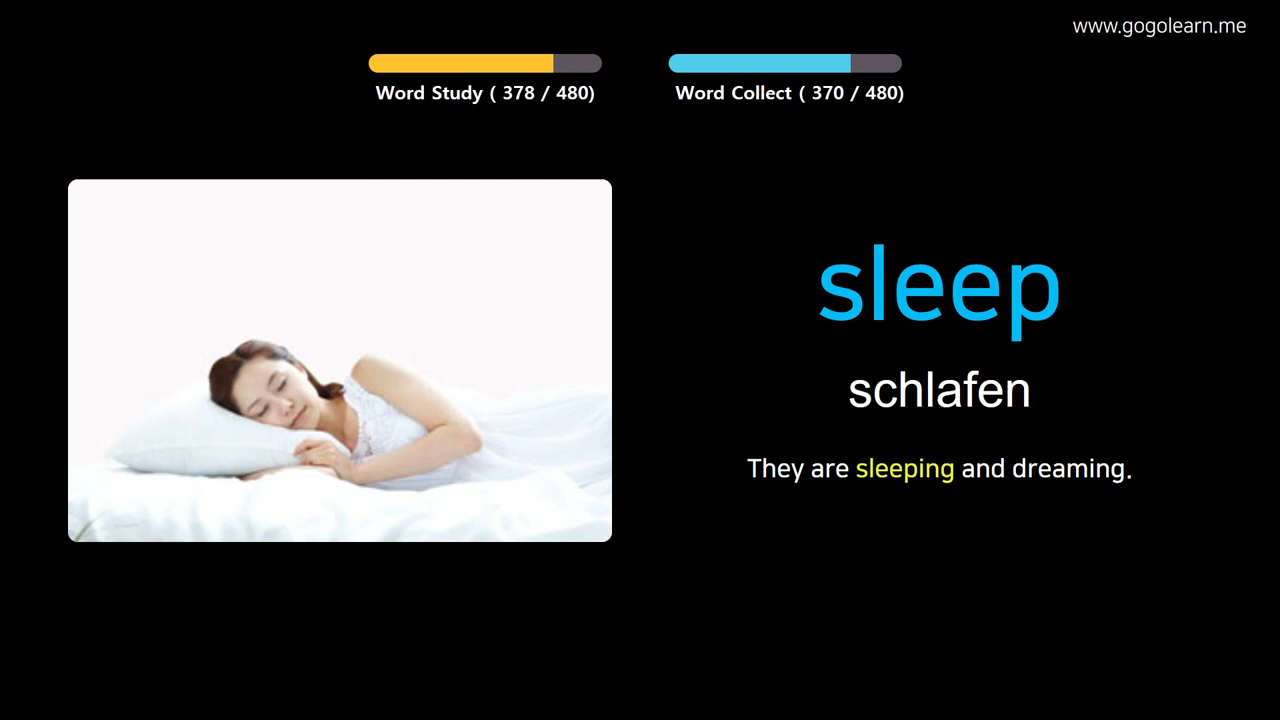 www.gogolearn.me
Word Study ( 378 / 480)
Word Collect ( 370 / 480)
sleep
schlafen
They are sleeping and dreaming.